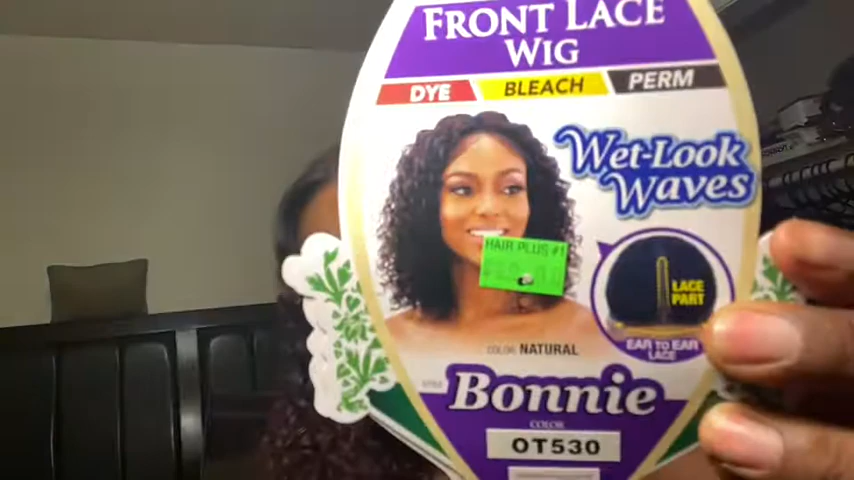 FRONT LACE
WIG
DYE BLEACH PERM
Wet-Look
Waves
HAIR PLUS #1
LACE
PART
EAR TO EAR
LACE
COLOR NATURAL
STYLE Bonnie
COLOR
OT530